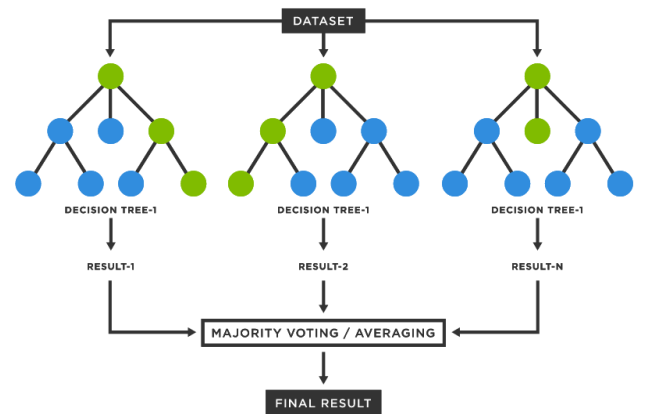 DATASET
DECISION TREE-1
DECISION TREE-1
DECISION TREE-1
RESULT-1
RESULT-2
RESULT-N
MAJORITY VOTING / AVERAGING
FINAL RESULT